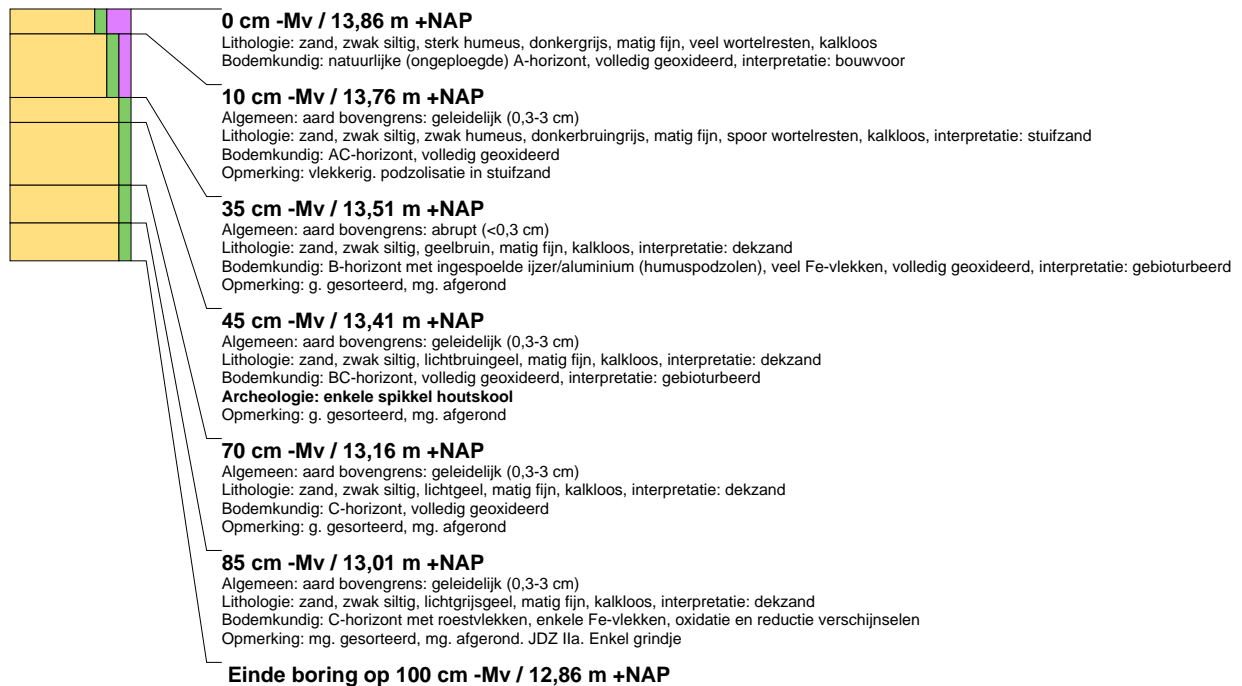 0 cm -Mv / 13,86 m +NAP
Lithologie: zand, zwak siltig, sterk humeus, donkergrijs, matig fijn, veel wortelresten, kalkloos
Bodemkundig: natuurlijke (ongeploegde) A-horizont, volledig geoxideerd, interpretatie: bouwvoor
10 cm -Mv / 13,76 m +NAP
Algemeen: aard bovengrens: geleidelijk (0,3-3 cm)
Lithologie: zand, zwak siltig, zwak humeus, donkerbruingrijs, matig fijn, spoor wortelresten, kalkloos, interpretatie: stuifzand
Bodemkundig: AC-horizont, volledig geoxideerd
Opmerking: vlekkerig. podzolisatie in stuifzand
35 cm -Mv / 13,51 m +NAP
Algemeen: aard bovengrens: abrupt (<0,3 cm)
Lithologie: zand, zwak siltig, geelbruin, matig fijn, kalkloos, interpretatie: dekzand
Bodemkundig: B-horizont met ingespoelde ijzer/aluminium (humuspodzolen), veel Fe-vlekken, volledig geoxideerd, interpretatie: gebioturbeerd
Opmerking: g. gesorteerd, mg. afgerond
45 cm -Mv / 13,41 m +NAP
Algemeen: aard bovengrens: geleidelijk (0,3-3 cm)
Lithologie: zand, zwak siltig, lichtbruingeel, matig fijn, kalkloos, interpretatie: dekzand
Bodemkundig: BC-horizont, volledig geoxideerd, interpretatie: gebioturbeerd
Archeologie: enkele spikkel houtskool
Opmerking: g. gesorteerd, mg. afgerond
70 cm -Mv / 13,16 m +NAP
Algemeen: aard bovengrens: geleidelijk (0,3-3 cm)
Lithologie: zand, zwak siltig, lichtgeel, matig fijn, kalkloos, interpretatie: dekzand
Bodemkundig: C-horizont, volledig geoxideerd
Opmerking: g. gesorteerd, mg. afgerond
85 cm -Mv / 13,01 m +NAP
Algemeen: aard bovengrens: geleidelijk (0,3-3 cm)
Lithologie: zand, zwak siltig, lichtgrijsgeel, matig fijn, kalkloos, interpretatie: dekzand
Bodemkundig: C-horizont met roestvlekken, enkele Fe-vlekken, oxidatie en reductie verschijnselen
Opmerking: mg. gesorteerd, mg. afgerond. JDZ IIa. Enkel grindje
Einde boring op 100 cm -Mv / 12,86 m +NAP